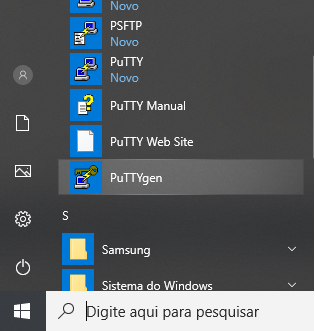 Novo
PSFTP
Novo
PuTTY
Novo
PuTTY Manual
PuTTY Web Site
PuTTYgen
S
Samsung
Sistema do Windows
Digite aqui para pesquisar